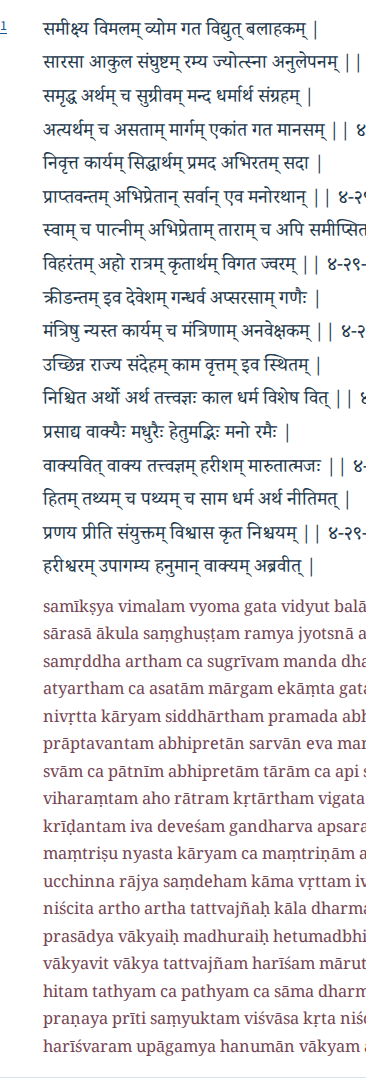 1
समीक्ष्य विमलम् व्योम गत विद्युत् बलाहकम् |
सारसा आकुल संघुष्टम् रम्य ज्योत्स्ना अनुलेपनम् | |
समृद्ध अर्थम् च सुग्रीवम् मन्द धर्मार्थ संग्रहम् |
अत्यर्थम् च असताम् मार्गम् एकांत गत मानसम् | | ४
निवृत्त कार्यम् सिद्धार्थम् प्रमद अभिरतम् सदा |
प्राप्तवन्तम् अभिप्रेतान् सर्वान् एव मनोरथान् | | ४-२
स्वाम् च पात्नीम् अभिप्रेताम् ताराम् च अपि समीप्सित
विहरंतम् अहो रात्रम् कृतार्थम् विगत ज्वरम् | | ४-२९-
क्रीडन्तम् इव देवेशम् गन्धर्व अप्सरसाम् गणैः |
मंत्रिषु न्यस्त कार्यम् च मंत्रिणाम् अनवेक्षकम् | | ४-२
उच्छिन्न राज्य संदेहम् काम वृत्तम् इव स्थितम् |
निश्चित अर्थो अर्थ तत्त्वज्ञः काल धर्म विशेष वित् | | ४
प्रसाद्य वाक्यैः मधुरैः हेतुमद्भिः मनो रमैः |
वाक्यवित् वाक्य तत्त्वज्ञम् हरीशम् मारुतात्मजः | | ४-
हितम् तथ्यम् च पथ्यम् च साम धर्म अर्थ नीतिमत् |
प्रणय प्रीति संयुक्तम् विश्वास कृत निश्चयम् | | ४-२९-
हरीश्वरम् उपागम्य हनुमान् वाक्यम् अब्रवीत् |
samīkṣya vimalam vyoma gata vidyut balā
sārasā ākula saṃghuṣṭam ramya jyotsnā a
samṛddha artham ca sugrīvam manda dha
atyartham ca asatām mārgam ekāṃta gata
nivṛtta kāryam siddhārtham pramada abh
prāptavantam abhipretān sarvān eva man
svām ca pātnīm abhipretām tārām ca api s
viharaṃtam aho rātram kṛtārtham vigata
krīḍantam iva deveśam gandharva apsara
maṃtriṣu nyasta kāryam ca maṃtriṇām a
ucchinna rājya saṃdeham kāma vṛttam iv
niścita artho artha tattvajñaḥ kāla dharma
prasādya vākyaiḥ madhuraiḥ hetumadbhi
vākyavit vākya tattvajñam harīśam mārut
hitam tathyam ca pathyam ca sāma dharm
praṇaya prīti saṃyuktam viśvāsa kṛta niś
harīśvaram upāgamya hanumān vākyam a